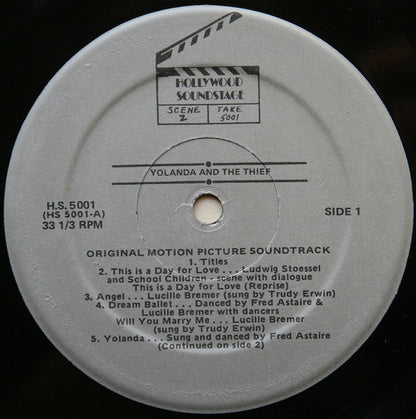 HOLLYWOOD
SOUNDSTAGE
SCENE TAKE
2 5001
YOLANDA AND THE THIEF
H.S. 5001
(HS 5001-A)
33 1/3 RPM
SIDE 1
ORIGINAL MOTION PICTURE SOUNDTRACK
1. Titles
2. This is a Day for Love . . . Ludwig Stoessel
and School Children - scene with dialogue
This is a Day for Love (Reprise)
3. Angel . . . Lucille Bremer (sung by Trudy Erwin)
4. Dream Ballet . . . Danced by Fred Astaire &
Lucille Bremer with dancers
Will You Marry Me . . . Lucille Bremer
(sung by Trudy Erwin)
5. Yolanda . . . Sung and danced by Fred Astaire
(Continued on side 2)